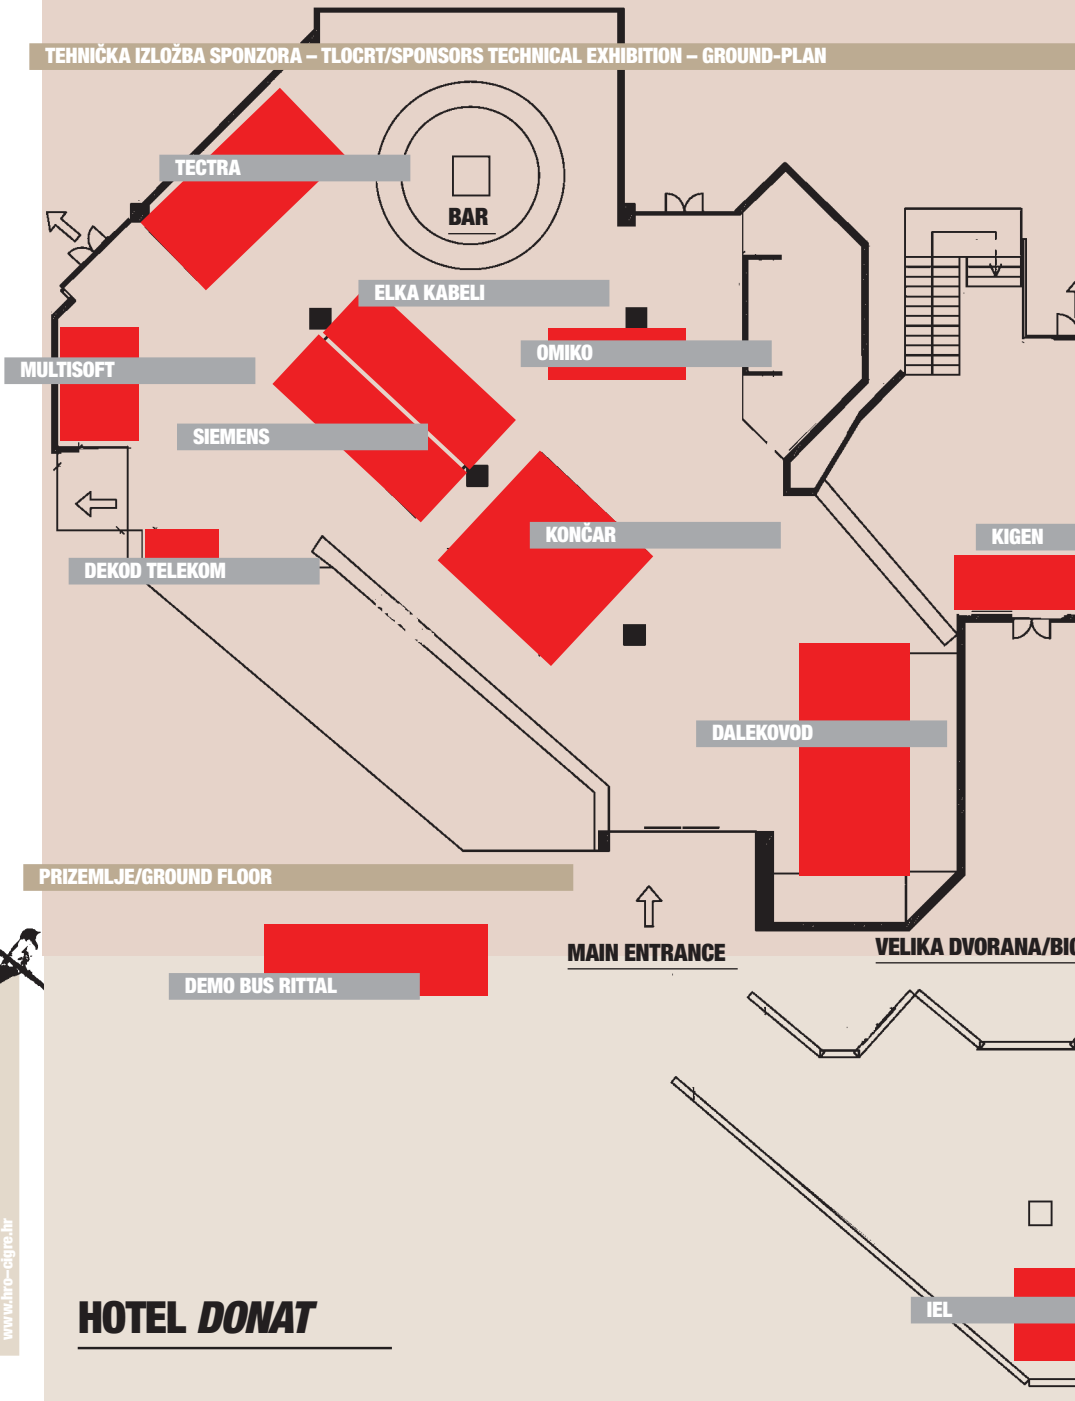 TEHNIČKA IZLOŽBA SPONZORA – TLOCRT/SPONSORS TECHNICAL EXHIBITION – GROUND-PLAN
TECTRA
BAR
ELKA KABELI
OMIKO
MULTISOFT
SIEMENS
KONČAR
KIGEN
DEKOD TELEKOM
DALEKOVOD
PRIZEMLJE/GROUND FLOOR
MAIN ENTRANCE
VELIKA DVORANA/BIG
DEMO BUS RITTAL
www.hro-cigre.hr
HOTEL DONAT
IEL